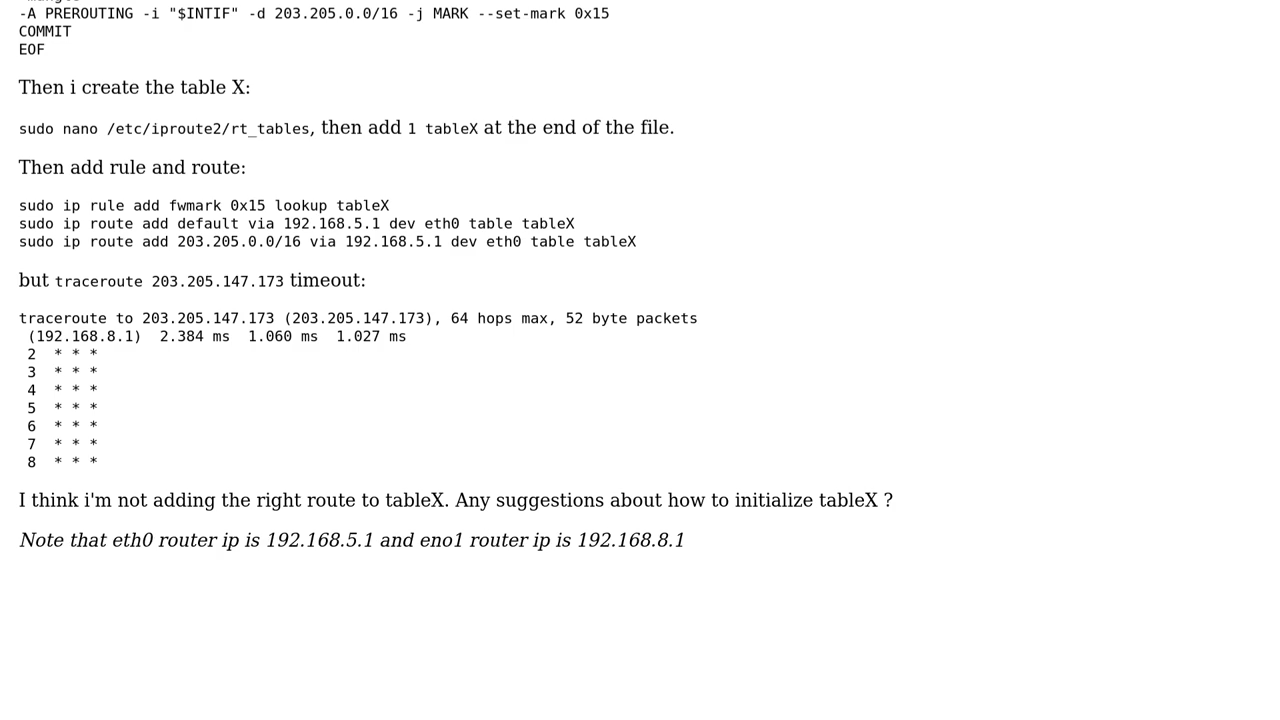 -A PREROUTING -i "$INTIF" -d 203.205.0.0/16 -j MARK --set-mark 0x15
COMMIT
EOF
Then i create the table X:
sudo nano /etc/iproute2/rt_tables, then add 1 tableX at the end of the file.
Then add rule and route:
sudo ip rule add fwmark 0x15 lookup tableX
sudo ip route add default via 192.168.5.1 dev eth0 table tableX
sudo ip route add 203.205.0.0/16 via 192.168.5.1 dev eth0 table tableX
but traceroute 203.205.147.173 timeout:
traceroute to 203.205.147.173 (203.205.147.173), 64 hops max, 52 byte packets
(192.168.8.1)  2.384 ms  1.060 ms  1.027 ms
2  * * *
3  * * *
4  * * *
5  * * *
6  * * *
7  * * *
8  * * *
I think i'm not adding the right route to tableX. Any suggestions about how to initialize tableX ?
Note that eth0 router ip is 192.168.5.1 and eno1 router ip is 192.168.8.1